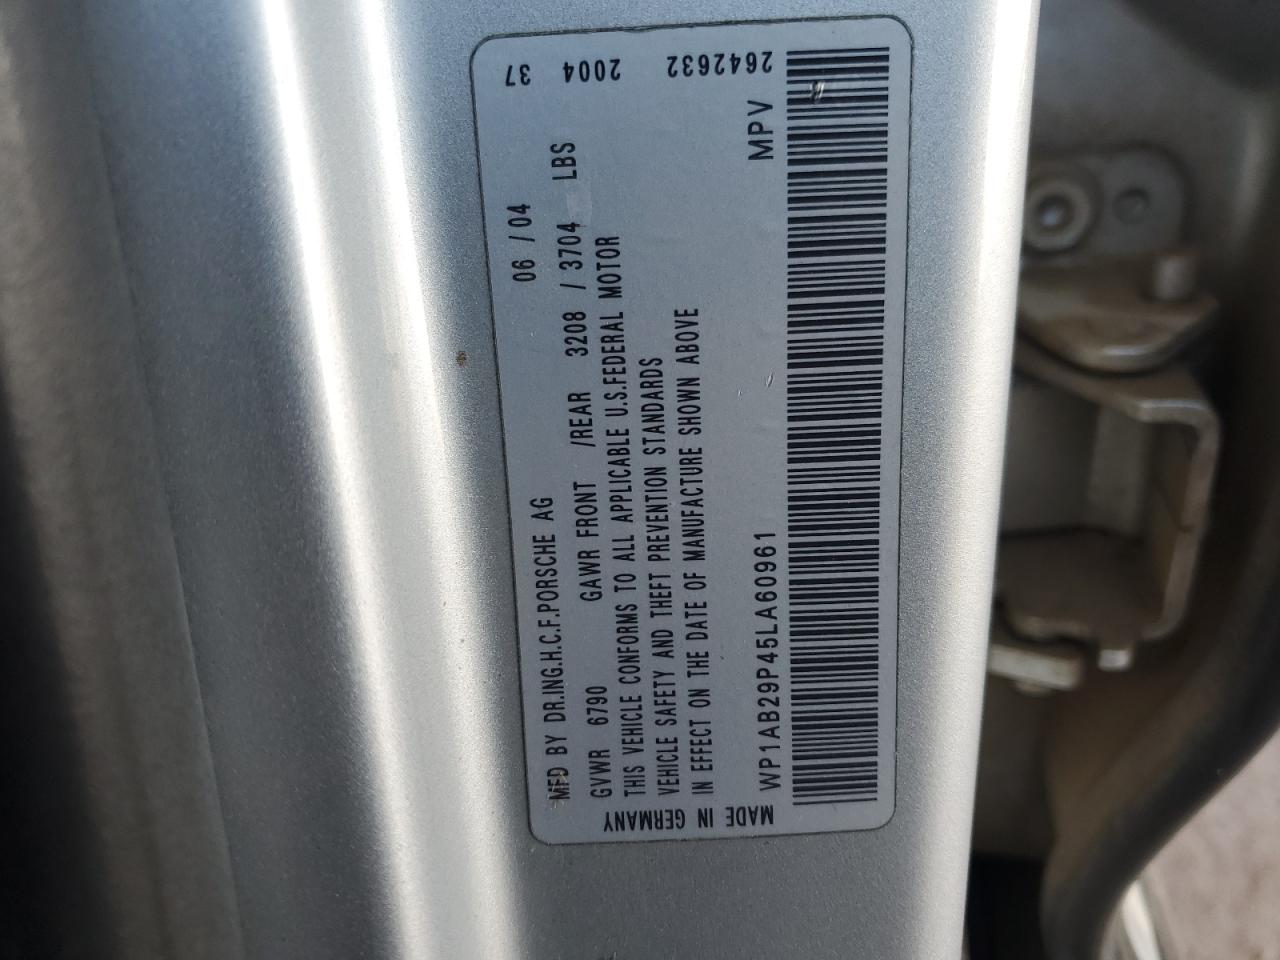 MFD BY DR.ING.H.C.F.PORSCHE AG 06 / 04
GVWR 6790 GAWR FRONT /REAR 3208 / 3704 LBS
THIS VEHICLE CONFORMS TO ALL APPLICABLE U.S.FEDERAL MOTOR
VEHICLE SAFETY AND THEFT PREVENTION STANDARDS
IN EFFECT ON THE DATE OF MANUFACTURE SHOWN ABOVE
WP1AB29P45LA60961 MPV
MADE IN GERMANY
37 2004 2642632